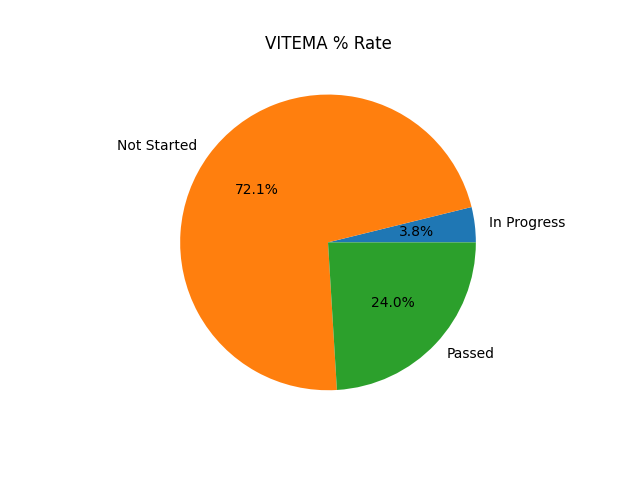 VITEMA % Rate
Not Started
72.1%
In Progress
3.8%
24.0%
Passed